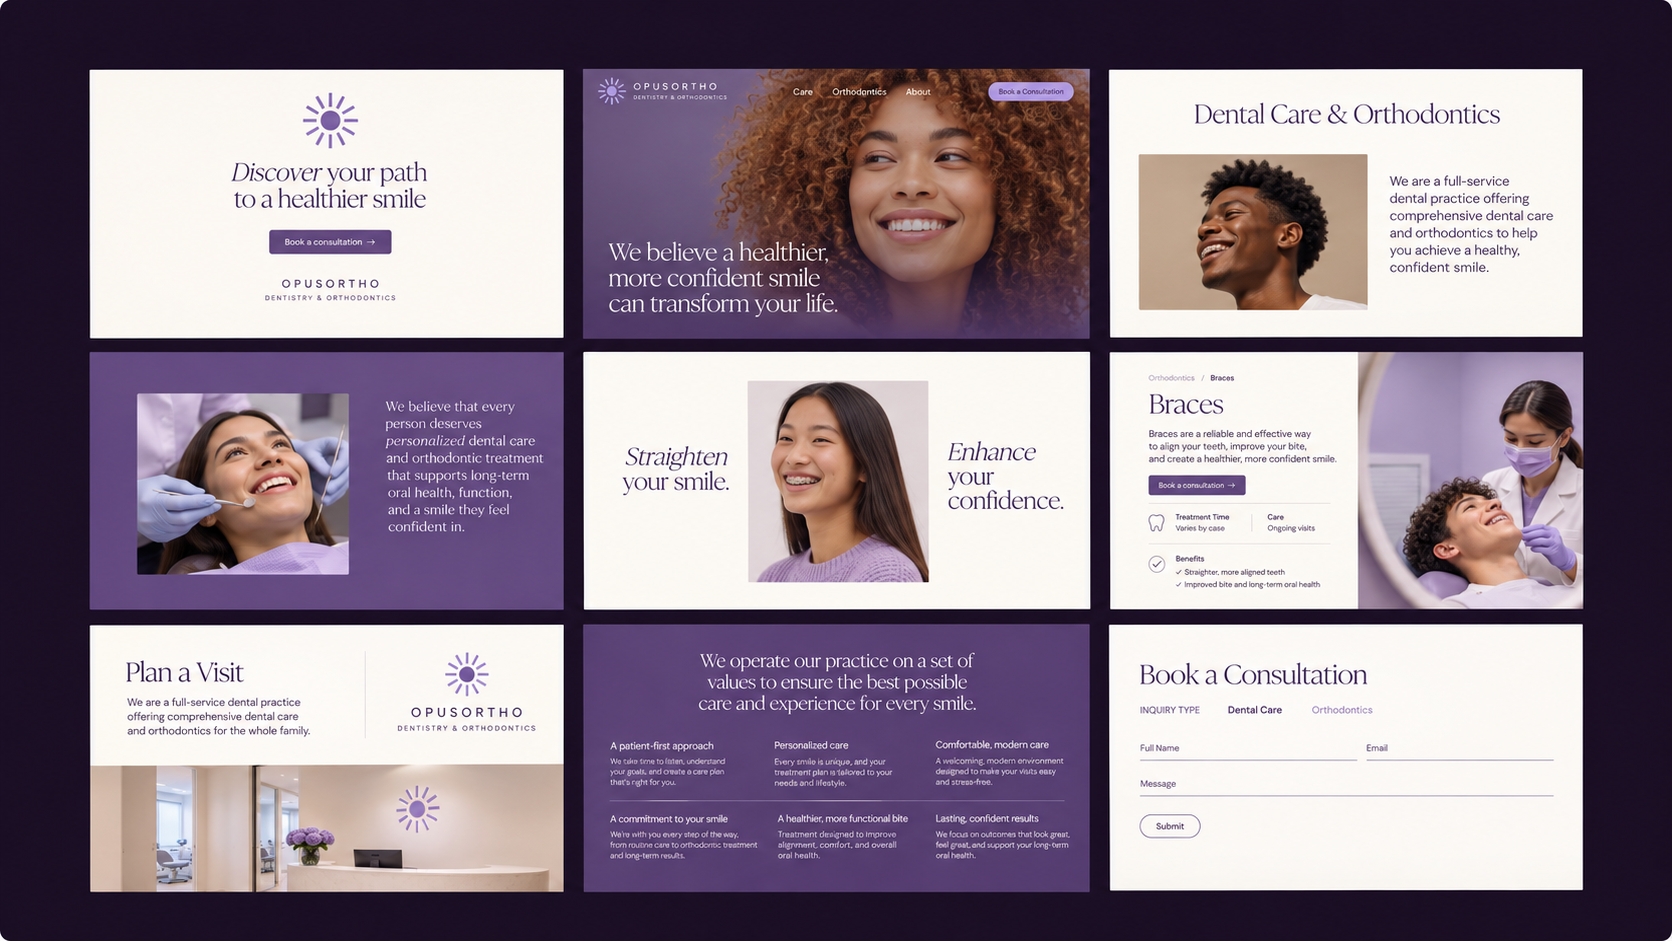 Discover your path
to a healthier smile
Book a consultation →
OPUSORTHO
DENTISTRY & ORTHODONTICS
OPUSORTHO
DENTISTRY & ORTHODONTICS
Care
Orthodontics
About
Book a Consultation
We believe a healthier,
more confident smile
can transform your life.
Dental Care & Orthodontics
We are a full-service
dental practice offering
comprehensive dental care
and orthodontics to help
you achieve a healthy,
confident smile.
We believe that every
person deserves
personalized dental care
and orthodontic treatment
that supports long-term
oral health, function,
and a smile they feel
confident in.
Straighten
your smile.
Enhance
your
confidence.
Orthodontics / Braces
Braces
Braces are a reliable and effective way
to align your teeth, improve your bite,
and create a healthier, more confident smile.
Book a consultation →
Treatment Time
Varies by case
Care
Ongoing visits
Benefits
✓ Straighter, more aligned teeth
✓ Improved bite and long-term oral health
Plan a Visit
We are a full-service dental practice
offering comprehensive dental care
and orthodontics for the whole family.
OPUSORTHO
DENTISTRY & ORTHODONTICS
We operate our practice on a set of
values to ensure the best possible
care and experience for every smile.
A patient-first approach
We take time to listen, understand
your goals, and create a care plan
that's right for you.
Personalized care
Every smile is unique, and your
treatment plan is tailored to your
needs and lifestyle.
Comfortable, modern care
A welcoming, modern environment
designed to make your visits easy
and stress-free.
A commitment to your smile
We're with you every step of the way,
from routine care to orthodontic treatment
and long-term results.
A healthier, more functional bite
Treatment designed to improve
alignment, comfort, and overall
oral health.
Lasting, confident results
We focus on outcomes that look great,
feel great, and support your long-term
oral health.
Book a Consultation
INQUIRY TYPE
Dental Care
Orthodontics
Full Name
Email
Message
Submit